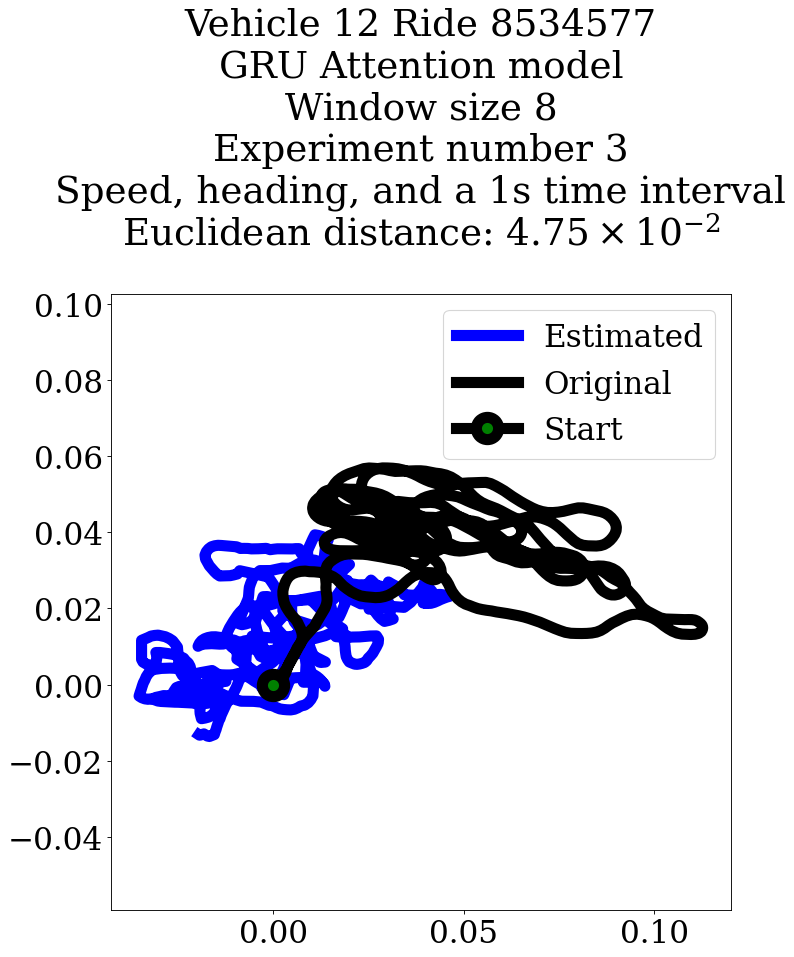 Vehicle 12 Ride 8534577
GRU Attention model
Window size 8
Experiment number 3
Speed, heading, and a 1s time interval
Euclidean distance: 4.75 × 10⁻²
0.10
Estimated
0.08
Original
Start
0.06
0.04
0.02
0.00
−0.02
−0.04
0.00 0.05 0.10